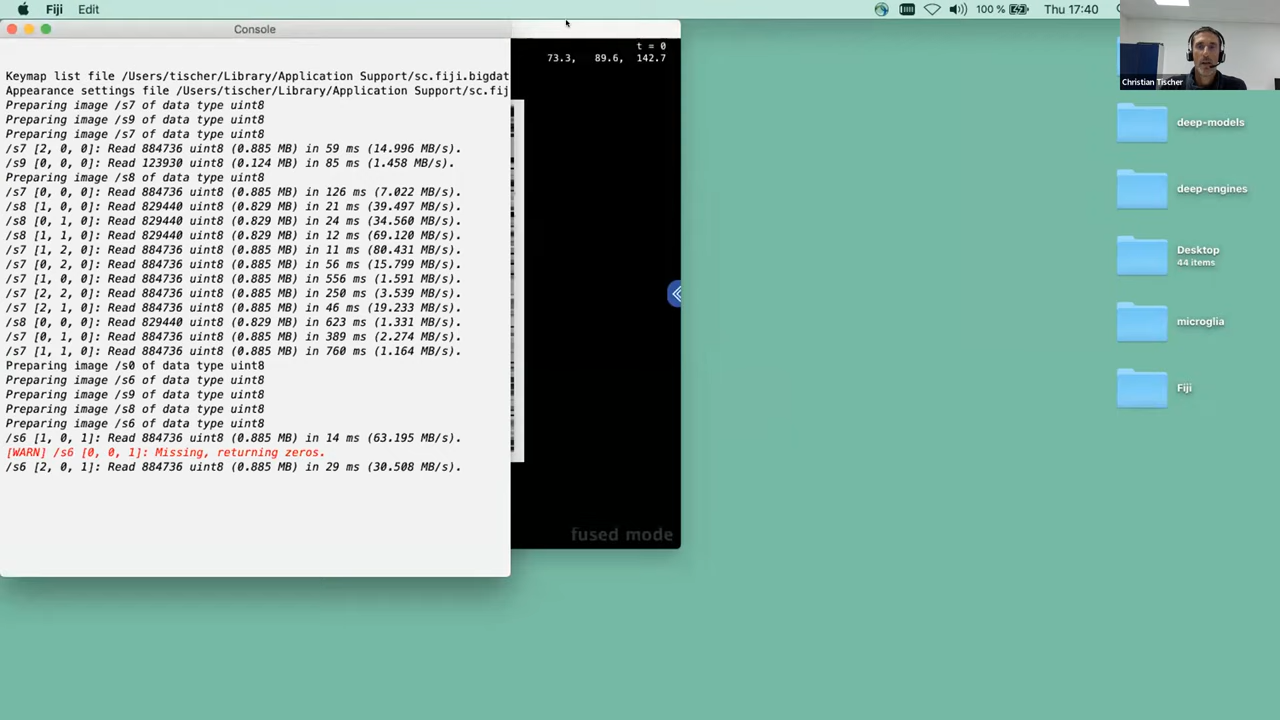 Fiji Edit
100 %
Thu 17:40
Console
Keymap list file /Users/tischer/Library/Application Support/sc.fiji.bigdat
Appearance settings file /Users/tischer/Library/Application Support/sc.fij
Preparing image /s7 of data type uint8
Preparing image /s9 of data type uint8
Preparing image /s7 of data type uint8
/s7 [2, 0, 0]: Read 884736 uint8 (0.885 MB) in 59 ms (14.996 MB/s).
/s9 [0, 0, 0]: Read 123930 uint8 (0.124 MB) in 85 ms (1.458 MB/s).
Preparing image /s8 of data type uint8
/s7 [0, 0, 0]: Read 884736 uint8 (0.885 MB) in 126 ms (7.022 MB/s).
/s8 [1, 0, 0]: Read 829440 uint8 (0.829 MB) in 21 ms (39.497 MB/s).
/s8 [0, 1, 0]: Read 829440 uint8 (0.829 MB) in 24 ms (34.560 MB/s).
/s8 [1, 1, 0]: Read 829440 uint8 (0.829 MB) in 12 ms (69.120 MB/s).
/s7 [1, 2, 0]: Read 884736 uint8 (0.885 MB) in 11 ms (80.431 MB/s).
/s7 [0, 2, 0]: Read 884736 uint8 (0.885 MB) in 56 ms (15.799 MB/s).
/s7 [1, 0, 0]: Read 884736 uint8 (0.885 MB) in 556 ms (1.591 MB/s).
/s7 [2, 2, 0]: Read 884736 uint8 (0.885 MB) in 250 ms (3.539 MB/s).
/s7 [2, 1, 0]: Read 884736 uint8 (0.885 MB) in 46 ms (19.233 MB/s).
/s8 [0, 0, 0]: Read 829440 uint8 (0.829 MB) in 623 ms (1.331 MB/s).
/s7 [0, 1, 0]: Read 884736 uint8 (0.885 MB) in 389 ms (2.274 MB/s).
/s7 [1, 1, 0]: Read 884736 uint8 (0.885 MB) in 760 ms (1.164 MB/s).
Preparing image /s0 of data type uint8
Preparing image /s6 of data type uint8
Preparing image /s9 of data type uint8
Preparing image /s8 of data type uint8
Preparing image /s6 of data type uint8
/s6 [1, 0, 1]: Read 884736 uint8 (0.885 MB) in 14 ms (63.195 MB/s).
[WARN] /s6 [0, 0, 1]: Missing, returning zeros.
/s6 [2, 0, 1]: Read 884736 uint8 (0.885 MB) in 29 ms (30.508 MB/s).
t = 0
73.3, 89.6, 142.7
fused mode
Christian Tischer
deep-models
deep-engines
Desktop
44 items
microglia
Fiji